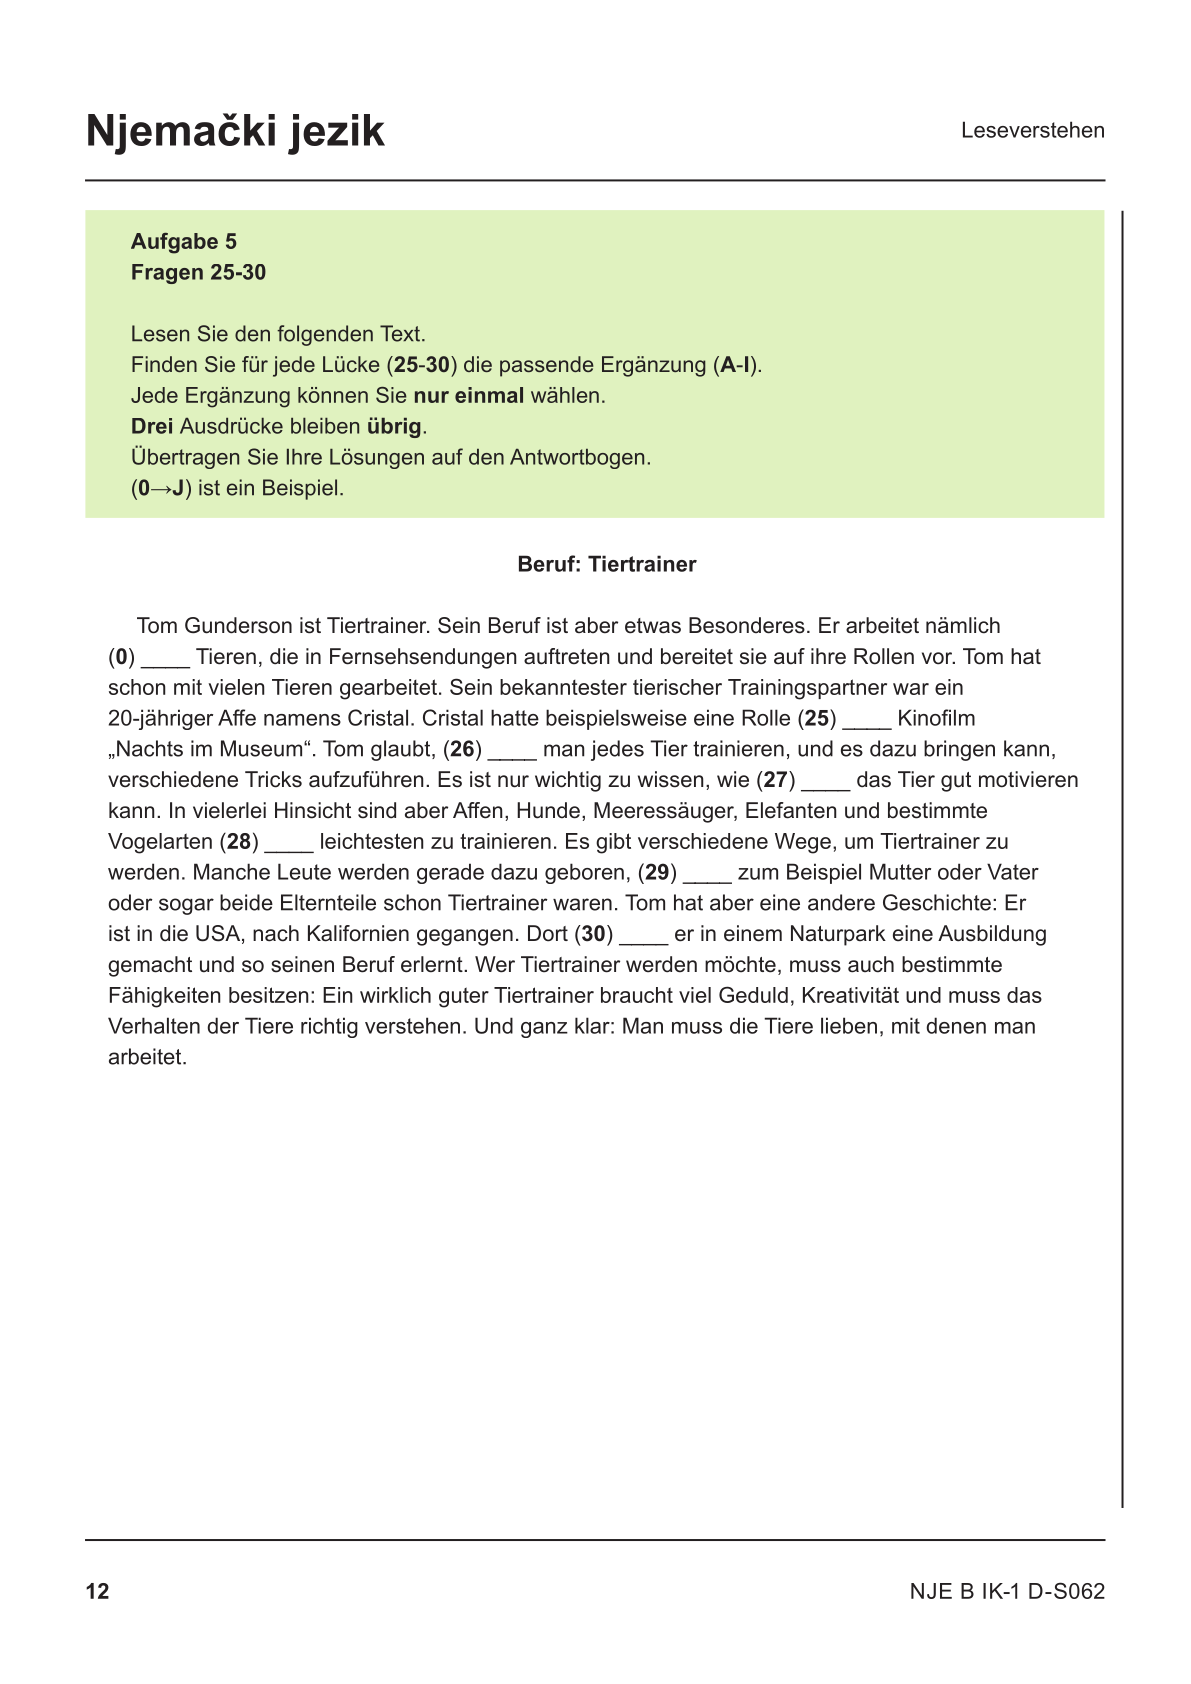 Njemački jezik
Leseverstehen
Aufgabe 5
Fragen 25-30
Lesen Sie den folgenden Text.
Finden Sie für jede Lücke (25-30) die passende Ergänzung (A-I).
Jede Ergänzung können Sie nur einmal wählen.
Drei Ausdrücke bleiben übrig.
Übertragen Sie Ihre Lösungen auf den Antwortbogen.
(0→J) ist ein Beispiel.
Beruf: Tiertrainer
Tom Gunderson ist Tiertrainer. Sein Beruf ist aber etwas Besonderes. Er arbeitet nämlich
(0) ____ Tieren, die in Fernsehsendungen auftreten und bereitet sie auf ihre Rollen vor. Tom hat
schon mit vielen Tieren gearbeitet. Sein bekanntester tierischer Trainingspartner war ein
20-jähriger Affe namens Cristal. Cristal hatte beispielsweise eine Rolle (25) ____ Kinofilm
„Nachts im Museum“. Tom glaubt, (26) ____ man jedes Tier trainieren, und es dazu bringen kann,
verschiedene Tricks aufzuführen. Es ist nur wichtig zu wissen, wie (27) ____ das Tier gut motivieren
kann. In vielerlei Hinsicht sind aber Affen, Hunde, Meeressäuger, Elefanten und bestimmte
Vogelarten (28) ____ leichtesten zu trainieren. Es gibt verschiedene Wege, um Tiertrainer zu
werden. Manche Leute werden gerade dazu geboren, (29) ____ zum Beispiel Mutter oder Vater
oder sogar beide Elternteile schon Tiertrainer waren. Tom hat aber eine andere Geschichte: Er
ist in die USA, nach Kalifornien gegangen. Dort (30) ____ er in einem Naturpark eine Ausbildung
gemacht und so seinen Beruf erlernt. Wer Tiertrainer werden möchte, muss auch bestimmte
Fähigkeiten besitzen: Ein wirklich guter Tiertrainer braucht viel Geduld, Kreativität und muss das
Verhalten der Tiere richtig verstehen. Und ganz klar: Man muss die Tiere lieben, mit denen man
arbeitet.
12
NJE B IK-1 D-S062